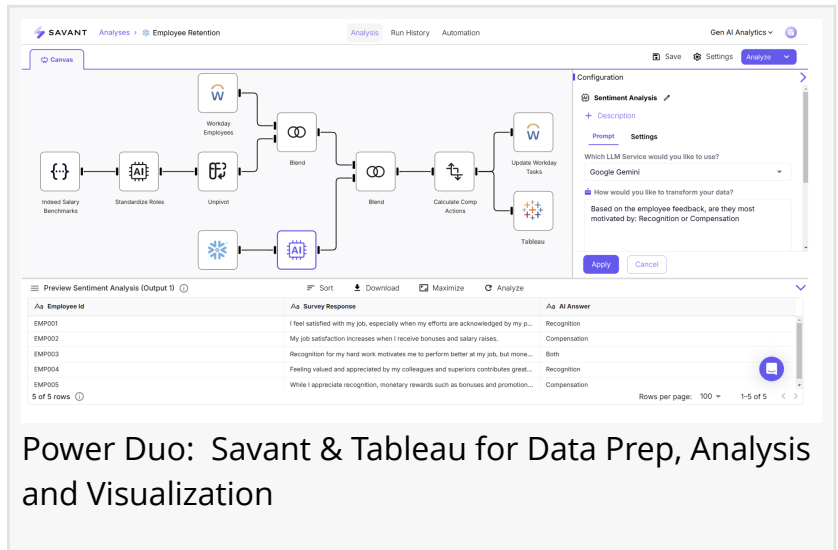 SAVANT Analyses › Employee Retention Analysis Run History Automation Gen AI Analytics
Canvas Save Settings Analyze
Configuration
W
Workday
Employees
Blend
{··}
Indeed Salary
Benchmarks
AI
Standardize Roles
Unpivot
Blend
Calculate Comp
Actions
W
Update Workday
Tasks
Tableau
AI
AI Sentiment Analysis
+ Description
Prompt Settings
Which LLM Service would you like to use?
Google Gemini
How would you like to transform your data?
Based on the employee feedback, are they most
motivated by: Recognition or Compensation
Apply Cancel
Preview Sentiment Analysis (Output 1) Sort Download Maximize Analyze
Aa Employee Id Aa Survey Response Aa AI Answer
EMP001 I feel satisfied with my job, especially when my efforts are acknowledged by my p... Recognition
EMP002 My job satisfaction increases when I receive bonuses and salary raises. Compensation
EMP003 Recognition for my hard work motivates me to perform better at my job, but mone... Both
EMP004 Feeling valued and appreciated by my colleagues and superiors contributes great... Recognition
EMP005 While I appreciate recognition, monetary rewards such as bonuses and promotion... Compensation
5 of 5 rows Rows per page: 100 1–5 of 5
Power Duo: Savant & Tableau for Data Prep, Analysis
and Visualization